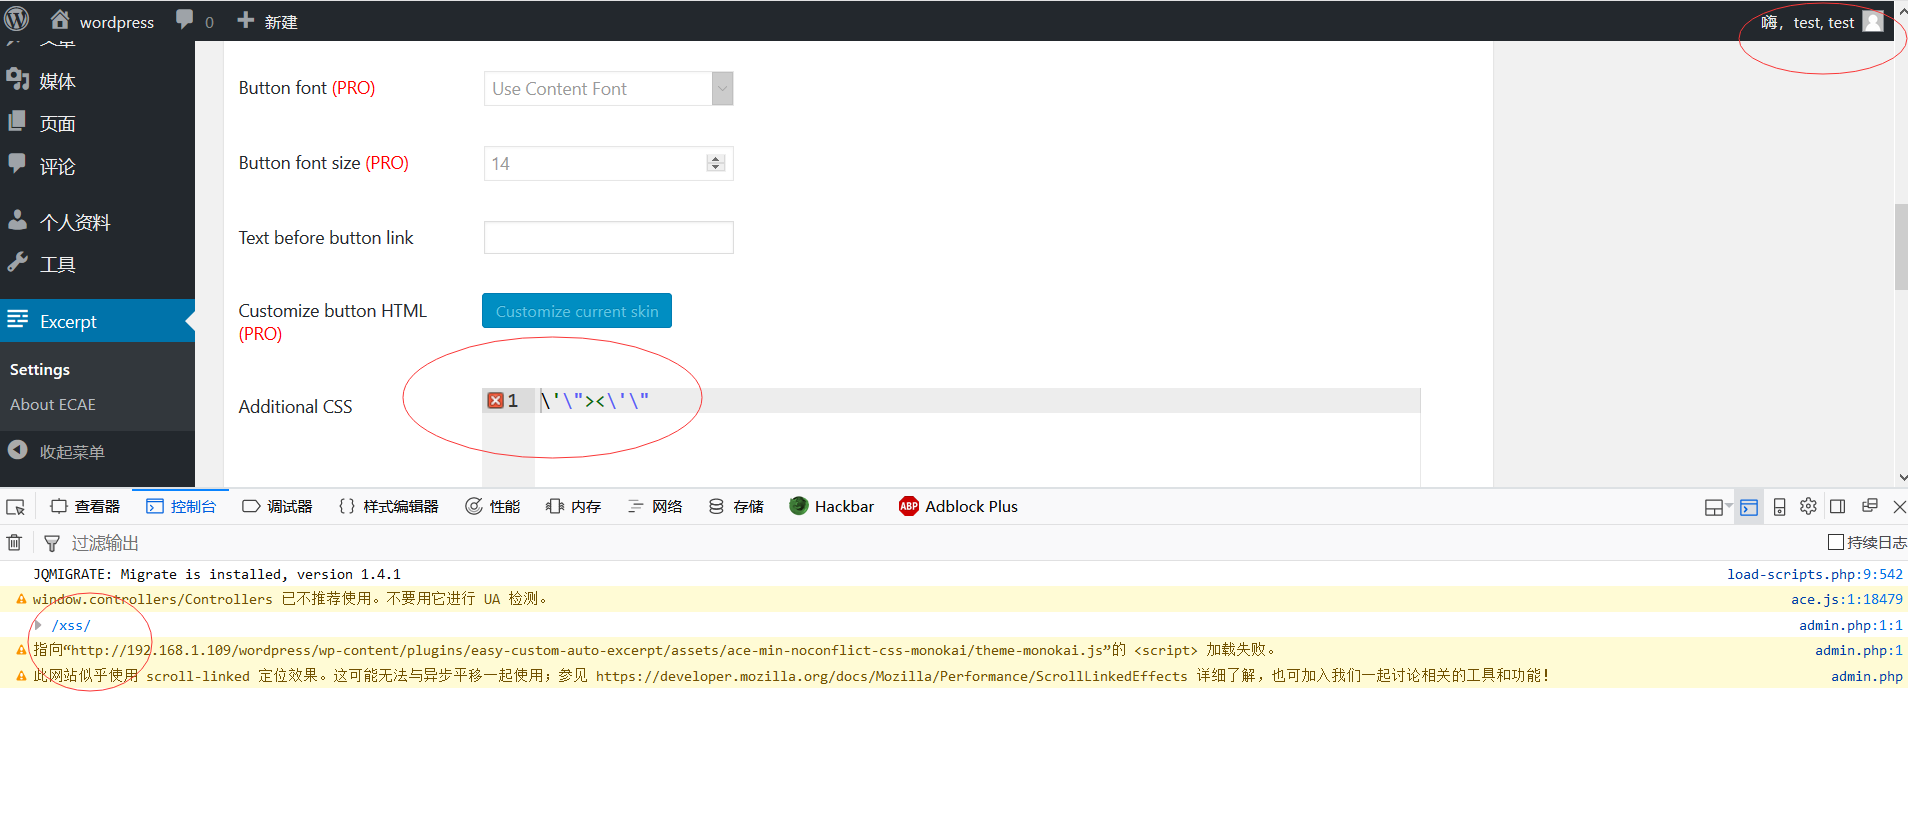 wordpress 0 新建 嗨，test, test
文章
媒体
页面
评论
个人资料
工具
Excerpt
Settings
About ECAE
收起菜单
Button font (PRO) Use Content Font
Button font size (PRO) 14
Text before button link
Customize button HTML (PRO) Customize current skin
Additional CSS 1 \'\"><\'\"
查看器 控制台 调试器 {} 样式编辑器 性能 内存 网络 存储 Hackbar ABP Adblock Plus
过滤输出 持续日志
JQMIGRATE: Migrate is installed, version 1.4.1 load-scripts.php:9:542
window.controllers/Controllers 已不推荐使用。不要用它进行 UA 检测。 ace.js:1:18479
/xss/ admin.php:1:1
指向“http://192.168.1.109/wordpress/wp-content/plugins/easy-custom-auto-excerpt/assets/ace-min-noconflict-css-monokai/theme-monokai.js”的 <script> 加载失败。 admin.php:1
此网站似乎使用 scroll-linked 定位效果。这可能无法与异步平移一起使用；参见 https://developer.mozilla.org/docs/Mozilla/Performance/ScrollLinkedEffects 详细了解，也可加入我们一起讨论相关的工具和功能！ admin.php